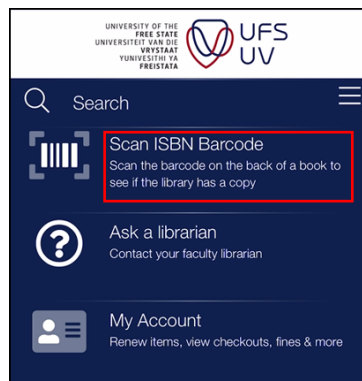 UNIVERSITY OF THE
FREE STATE
UNIVERSITEIT VAN DIE
VRYSTAAT
YUNIVESITHI YA
FREISTATA
UFS
UV
Search
Scan ISBN Barcode
Scan the barcode on the back of a book to
see if the library has a copy
Ask a librarian
Contact your faculty librarian
My Account
Renew items, view checkouts, fines & more